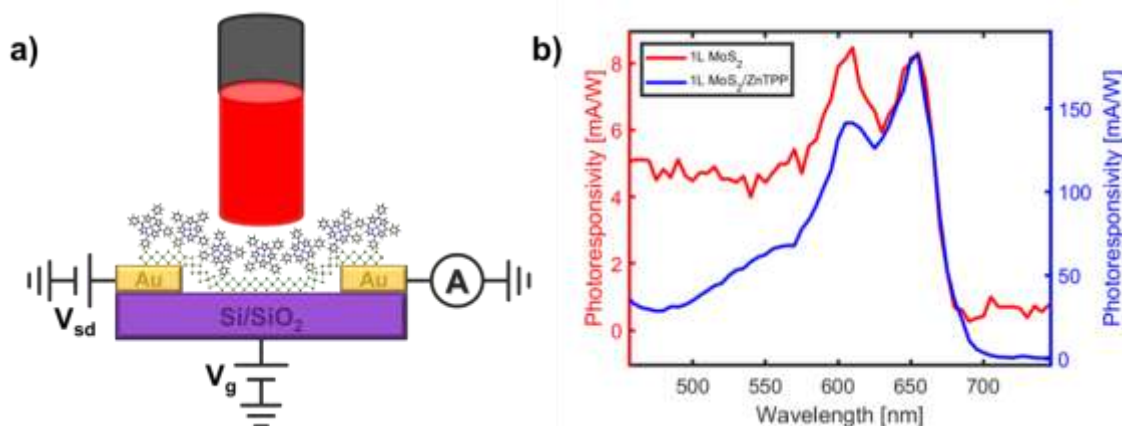 a)
Au
Au
A
Si/SiO2
Vsd
Vg
b)
1L MoS2
1L MoS2/ZnTPP
Photoresponsivity [mA/W]
8
6
4
2
0
150
100
50
0
Photoresponsivity [mA/W]
500
550
600
650
700
Wavelength [nm]